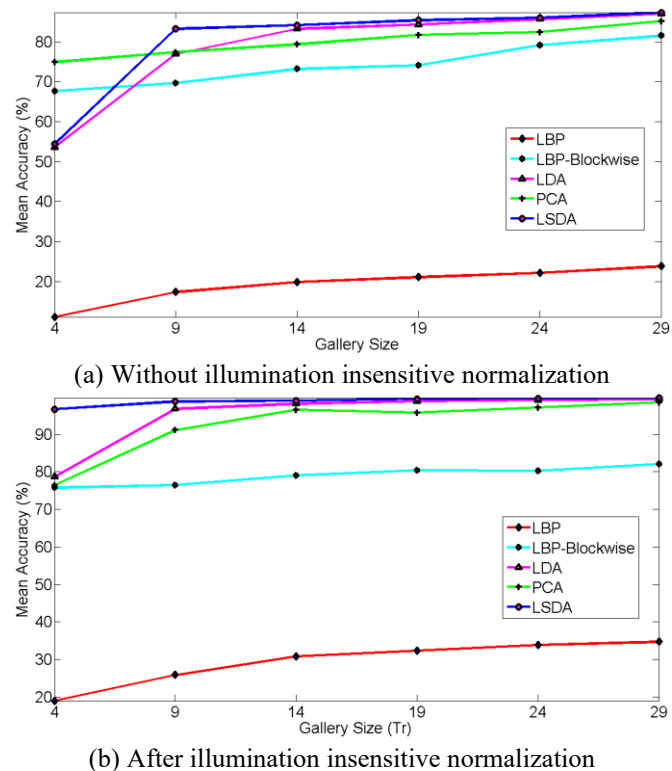 80
70
60
50
40
30
20
Mean Accuracy (%)
LBP
LBP-Blockwise
LDA
PCA
LSDA
4 9 14 19 24 29
Gallery Size
(a) Without illumination insensitive normalization
90
80
70
60
50
40
30
20
Mean Accuracy (%)
LBP
LBP-Blockwise
LDA
PCA
LSDA
4 9 14 19 24 29
Gallery Size (Tr)
(b) After illumination insensitive normalization